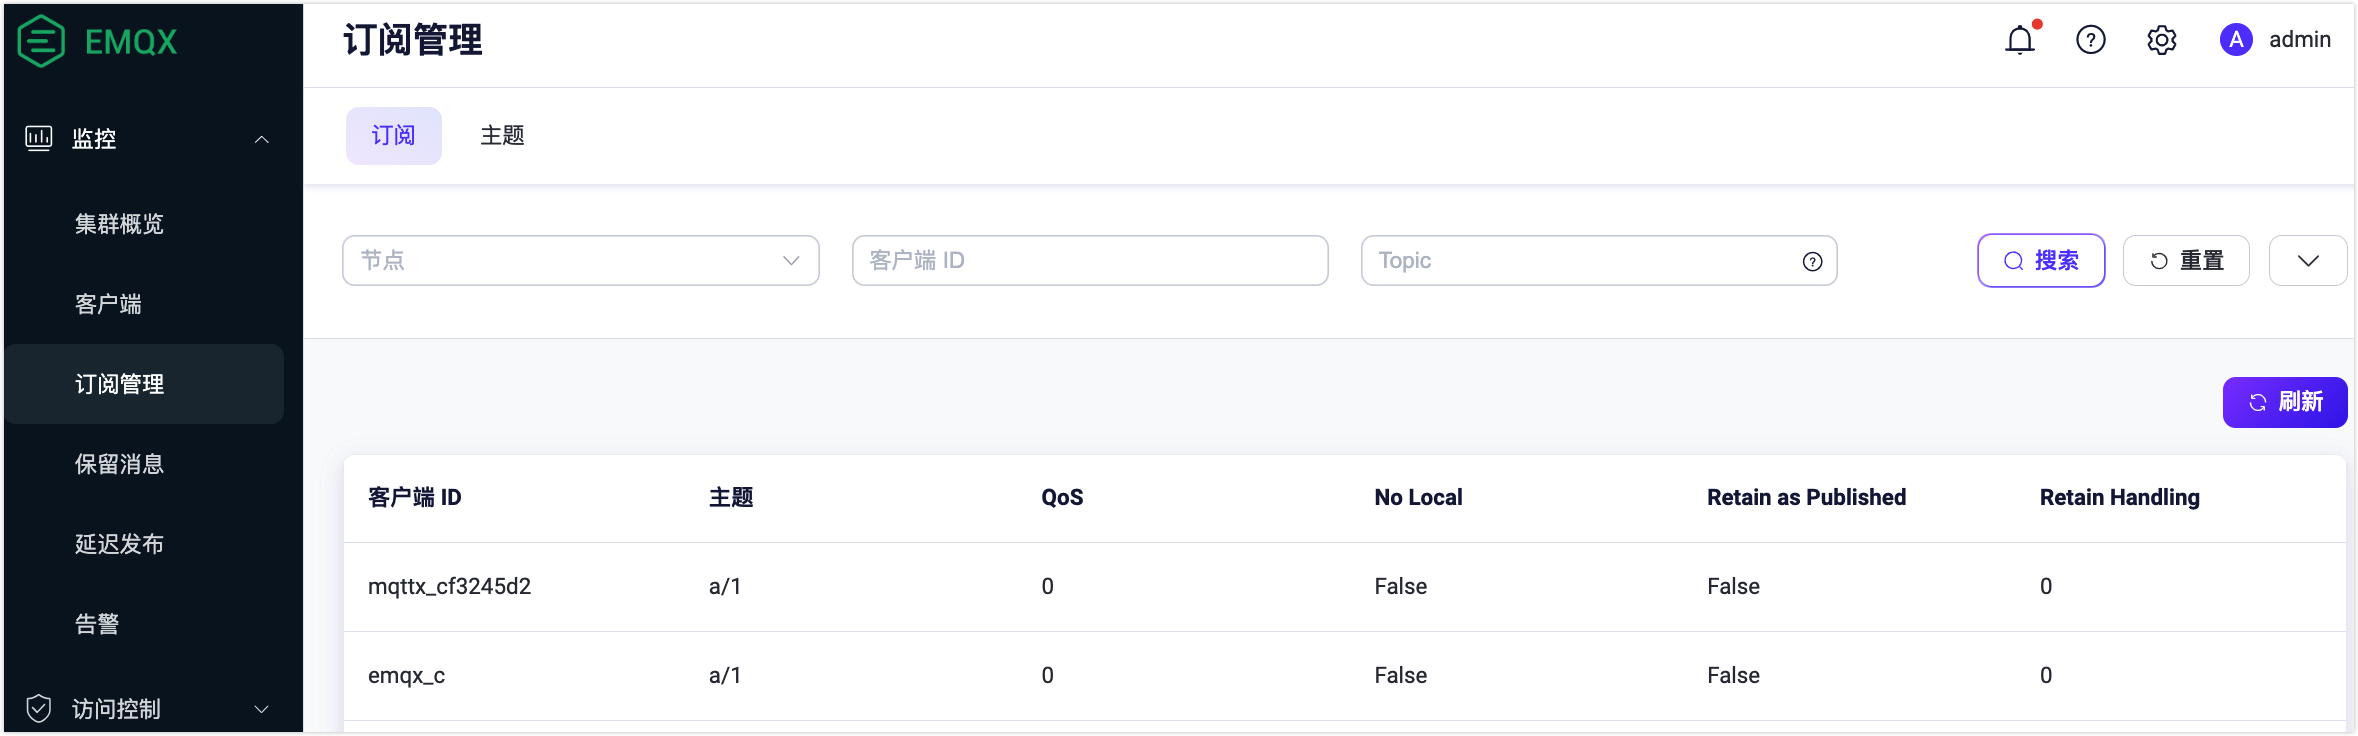 EMQX
监控
集群概览
客户端
订阅管理
保留消息
延迟发布
告警
访问控制
订阅管理
A admin
订阅 主题
节点 客户端 ID Topic 搜索 重置
刷新
客户端 ID 主题 QoS No Local Retain as Published Retain Handling
mqttx_cf3245d2 a/1 0 False False 0
emqx_c a/1 0 False False 0